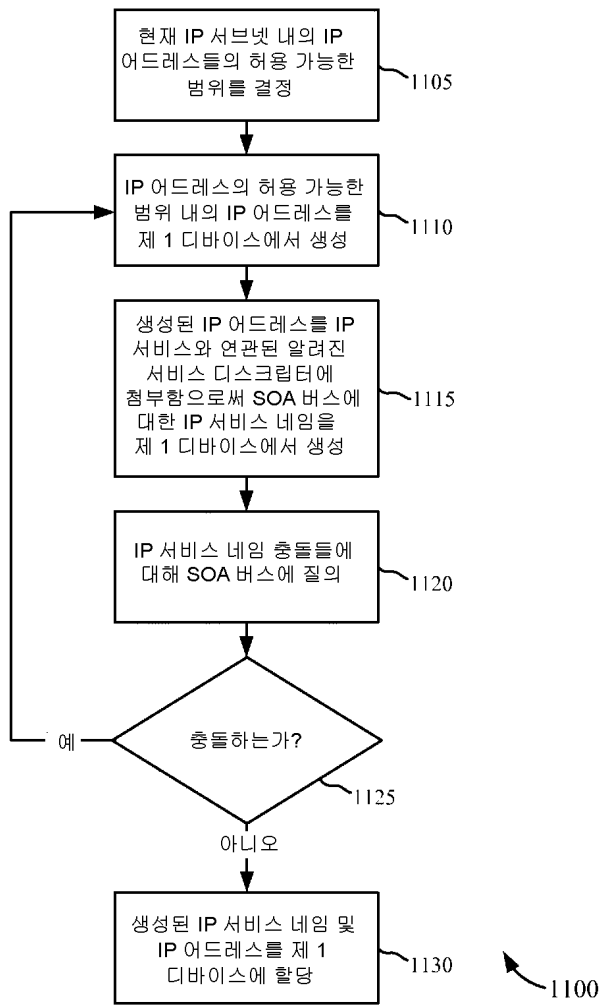 현재 IP 서브넷 내의 IP
어드레스들의 허용 가능한
범위를 결정
1105
IP 어드레스의 허용 가능한
범위 내의 IP 어드레스를
제 1 디바이스에서 생성
1110
생성된 IP 어드레스를 IP
서비스와 연관된 알려진
서비스 디스크립터에
첨부함으로써 SOA 버스에
대한 IP 서비스 네임을
제 1 디바이스에서 생성
1115
IP 서비스 네임 충돌들에
대해 SOA 버스에 질의
1120
충돌하는가?
예
1125
아니오
생성된 IP 서비스 네임 및
IP 어드레스를 제 1
디바이스에 할당
1130
1100